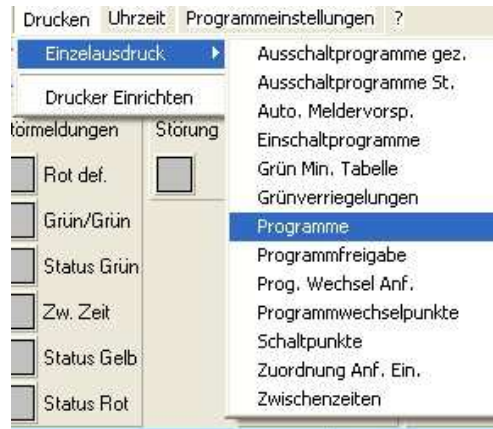 Drucken Uhrzeit Programmeinstellungen ?
Einzelausdruck
Drucker Einrichten
Ausschaltprogramme gez.
Ausschaltprogramme St.
Auto. Meldervorsp.
Einschaltprogramme
Grün Min. Tabelle
Grünverriegelungen
Programme
Programmfreigabe
Prog. Wechsel Anf.
Programmwechselpunkte
Schaltpunkte
Zuordnung Anf. Ein.
Zwischenzeiten
törmeldungen
Störung
Rot def.
Grün/Grün
Status Grün
Zw. Zeit
Status Gelb
Status Rot